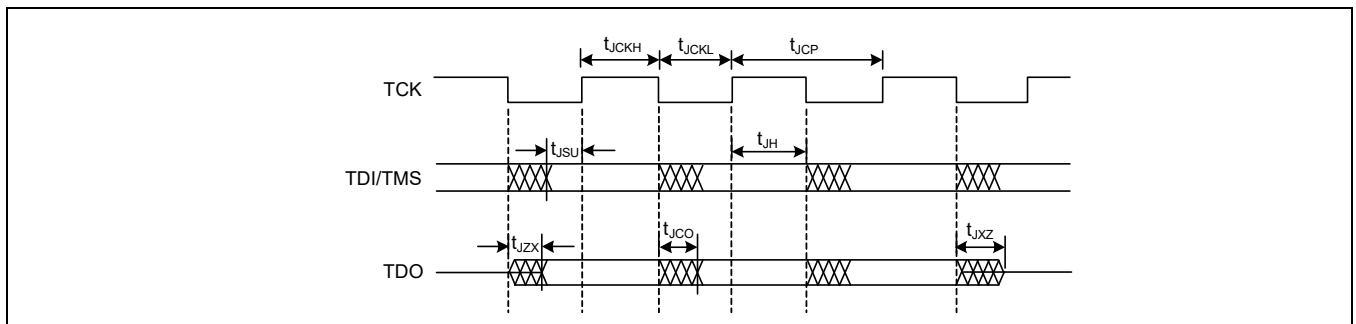 tJCKH tJCKL tJCP
TCK
tJSU tJH
TDI/TMS
tJZX tJCO tJXZ
TDO